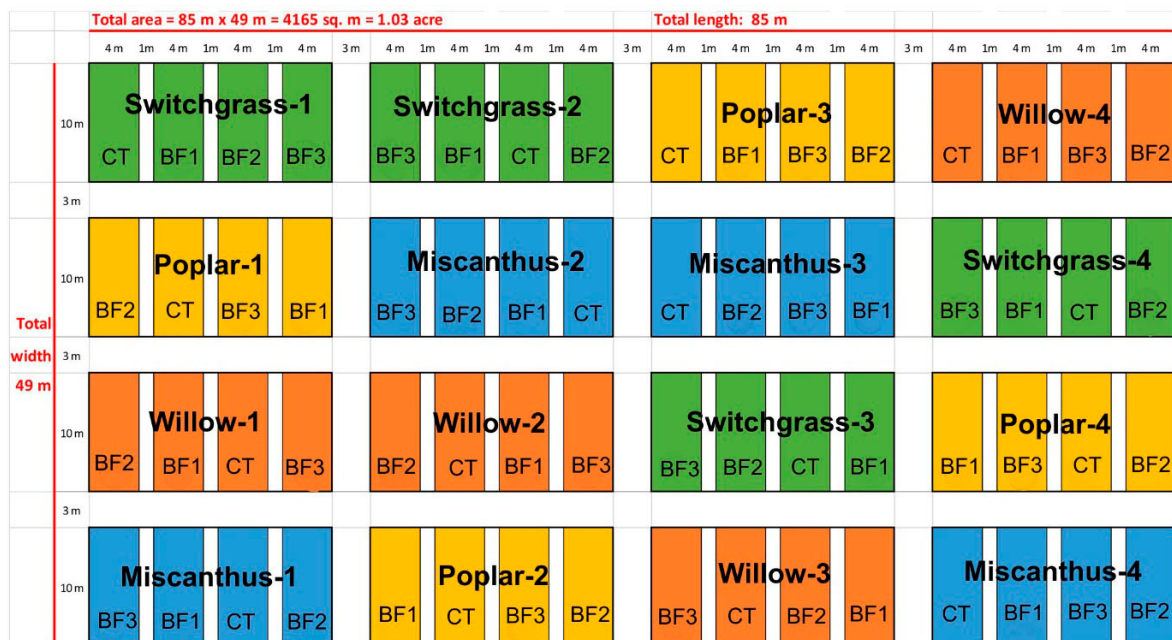 Total area = 85 m x 49 m = 4165 sq. m = 1.03 acre Total length: 85 m
4 m 1m 4 m 1m 4 m 1m 4 m 3 m 4 m 1m 4 m 1m 4 m 1m 4 m 3 m 4 m 1m 4 m 1m 4 m 1m 4 m 3 m 4 m 1m 4 m 1m 4 m 1m 4 m
Switchgrass-1 Switchgrass-2 Poplar-3 Willow-4
10 m
CT BF1 BF2 BF3 BF3 BF1 CT BF2 CT BF1 BF3 BF2 CT BF1 BF3 BF2
3 m
Poplar-1 Miscanthus-2 Miscanthus-3 Switchgrass-4
10 m
BF2 CT BF3 BF1 BF3 BF2 BF1 CT CT BF2 BF3 BF1 BF3 BF1 CT BF2
Total
width 3 m
49 m
Willow-1 Willow-2 Switchgrass-3 Poplar-4
10 m
BF2 BF1 CT BF3 BF2 CT BF1 BF3 BF3 BF2 CT BF1 BF1 BF3 CT BF2
3 m
Miscanthus-1 Poplar-2 Willow-3 Miscanthus-4
10 m
BF3 BF1 CT BF2 BF1 CT BF3 BF2 BF3 CT BF2 BF1 CT BF1 BF3 BF2